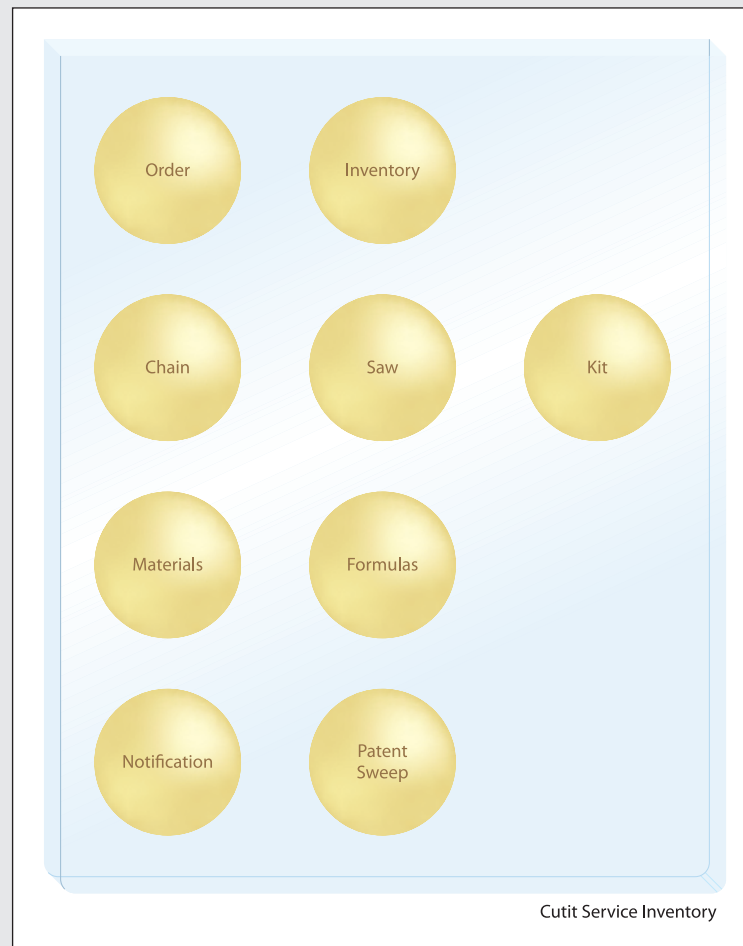 Order
Inventory
Chain
Saw
Kit
Materials
Formulas
Notification
Patent
Sweep
Cutit Service Inventory